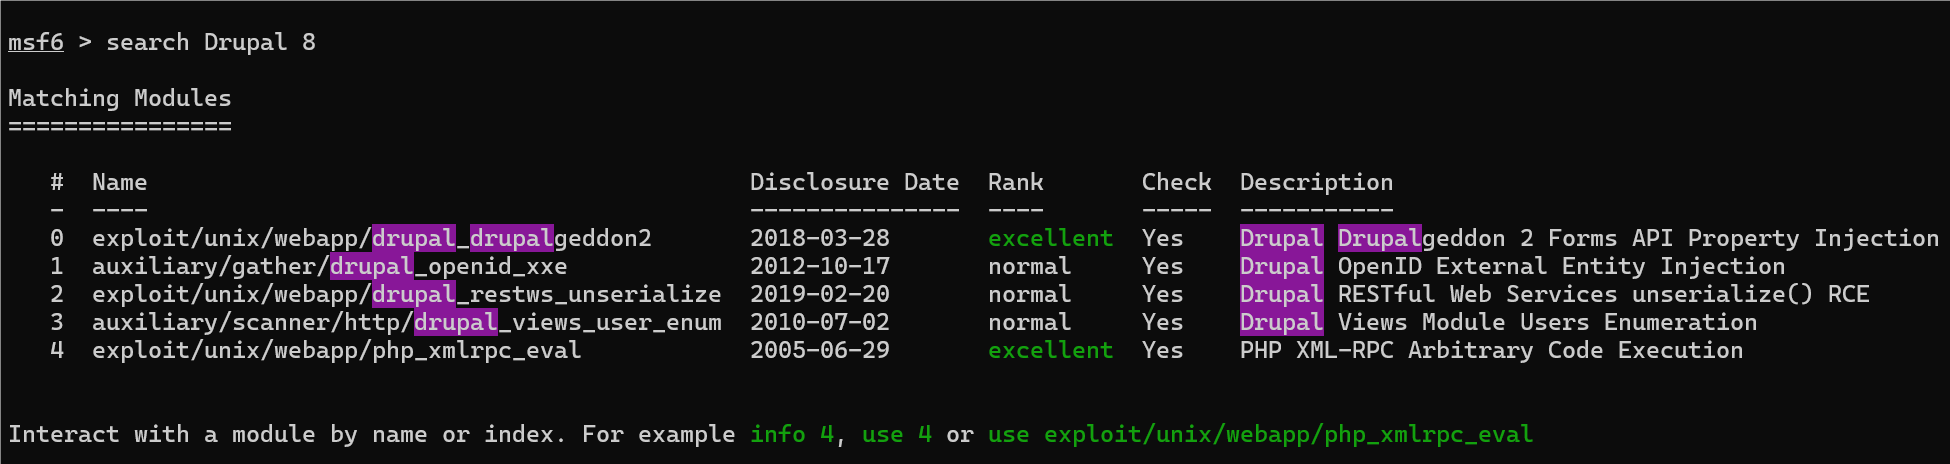 msf6 > search Drupal 8
Matching Modules
================
#  Name                                           Disclosure Date  Rank       Check  Description
-  ----                                           ---------------  ----       -----  -----------
0  exploit/unix/webapp/drupal_drupalgeddon2       2018-03-28       excellent  Yes    Drupal Drupalgeddon 2 Forms API Property Injection
1  auxiliary/gather/drupal_openid_xxe             2012-10-17       normal     Yes    Drupal OpenID External Entity Injection
2  exploit/unix/webapp/drupal_restws_unserialize  2019-02-20       normal     Yes    Drupal RESTful Web Services unserialize() RCE
3  auxiliary/scanner/http/drupal_views_user_enum  2010-07-02       normal     Yes    Drupal Views Module Users Enumeration
4  exploit/unix/webapp/php_xmlrpc_eval            2005-06-29       excellent  Yes    PHP XML-RPC Arbitrary Code Execution
Interact with a module by name or index. For example info 4, use 4 or use exploit/unix/webapp/php_xmlrpc_eval